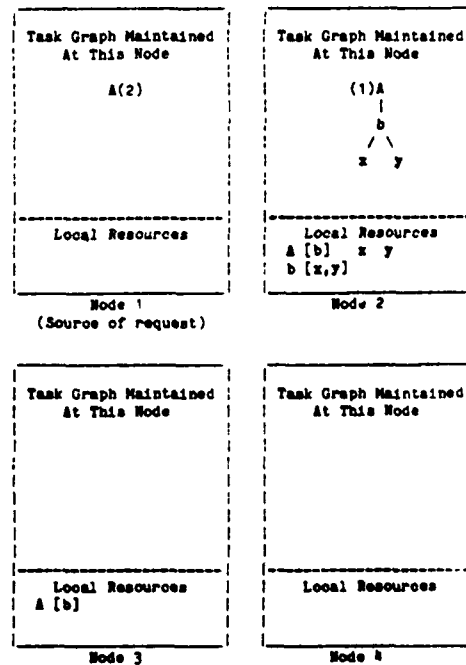 Task Graph Maintained
At This Node
A(2)
Local Resources
Node 1
(Source of request)
Task Graph Maintained
At This Node
(1)A
b
x y
Local Resources
A [b] x y
b [x,y]
Node 2
Task Graph Maintained
At This Node
Local Resources
A [b]
Node 3
Task Graph Maintained
At This Node
Local Resources
Node 4